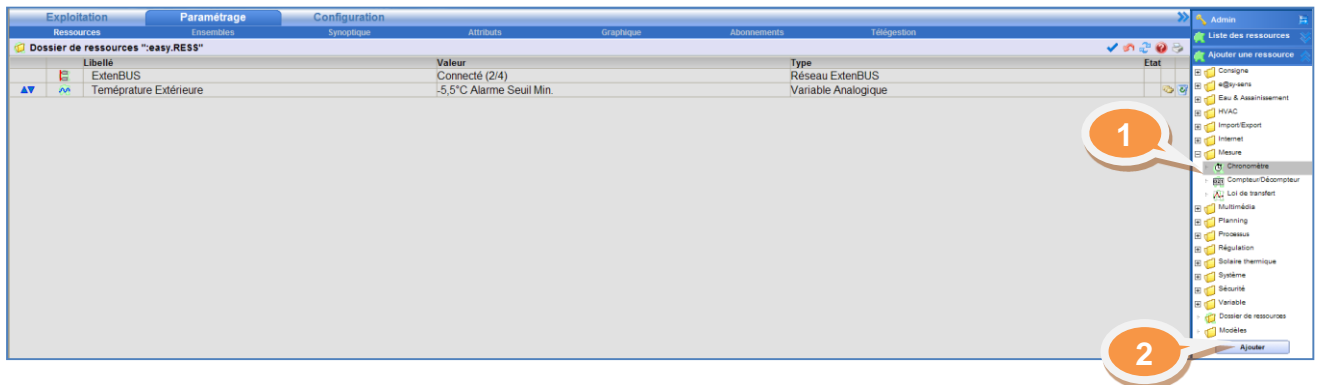 Exploitation Paramétrage Configuration
Ressources Ensembles Synoptique Attributs Graphique Abonnements Télégestion
Dossier de ressources ":easy.RESS"
Libellé Valeur Type Etat
ExtenBUS Connecté (2/4) Réseau ExtenBUS
Temérature Extérieure -5,5°C Alarme Seuil Min. Variable Analogique
Admin
Liste des ressources
Ajouter une ressource
Consigne
e@sy-sens
Eau & Assainissement
HVAC
Import/Export
Internet
Mesure
Chronomètre
Compteur/Décompteur
Loi de transfert
Multimédia
Planning
Processus
Régulation
Solaire thermique
Système
Sécurité
Variable
Dossier de ressources
Modèles
Ajouter
1
2